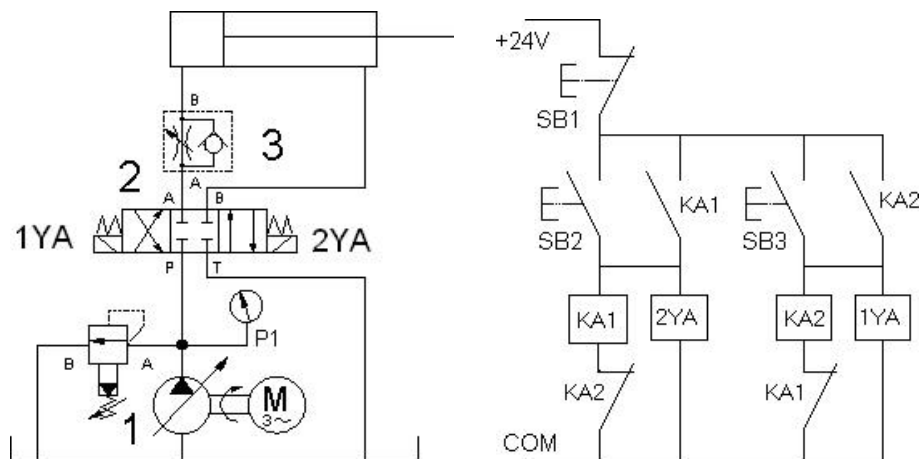 B
3
2
A
A B
1YA
2YA
P T
P1
B A
1
M
3~
+24V
SB1
KA1
KA2
SB2
SB3
KA1
2YA
KA2
1YA
KA2
KA1
COM